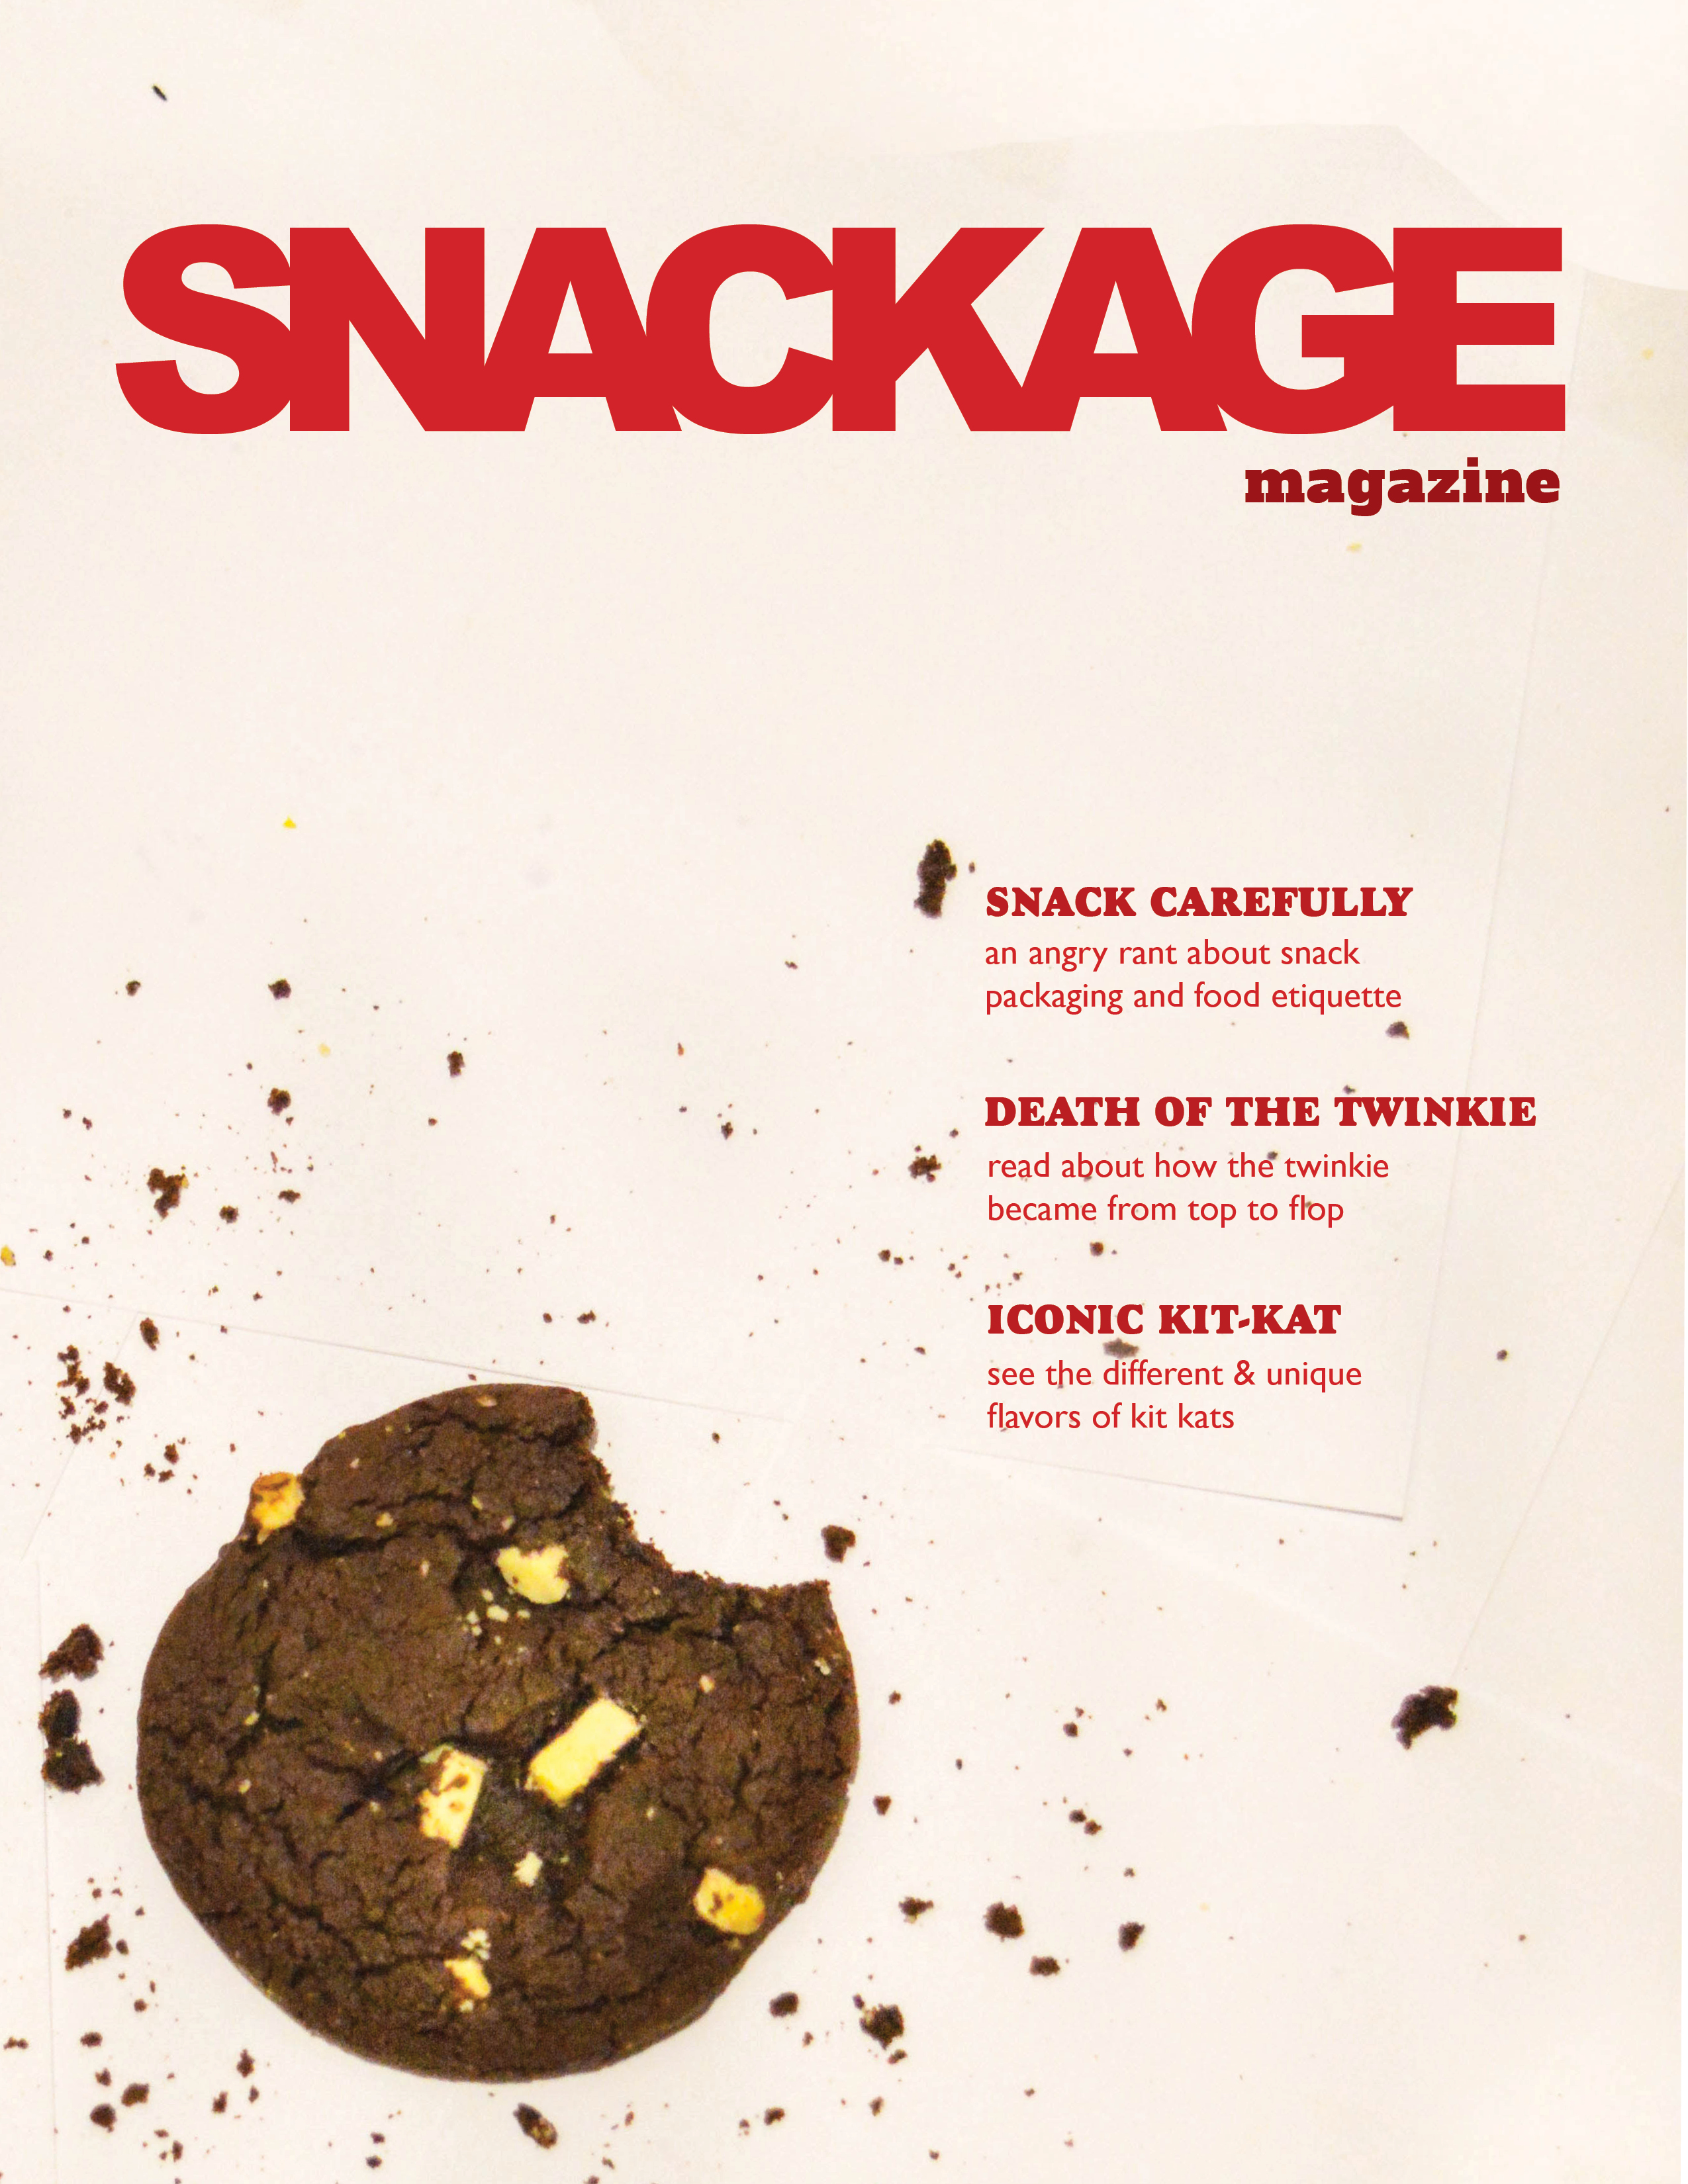 SNACKAGE
magazine
SNACK CAREFULLY
an angry rant about snack
packaging and food etiquette
DEATH OF THE TWINKIE
read about how the twinkie
became from top to flop
ICONIC KIT-KAT
see the different & unique
flavors of kit kats